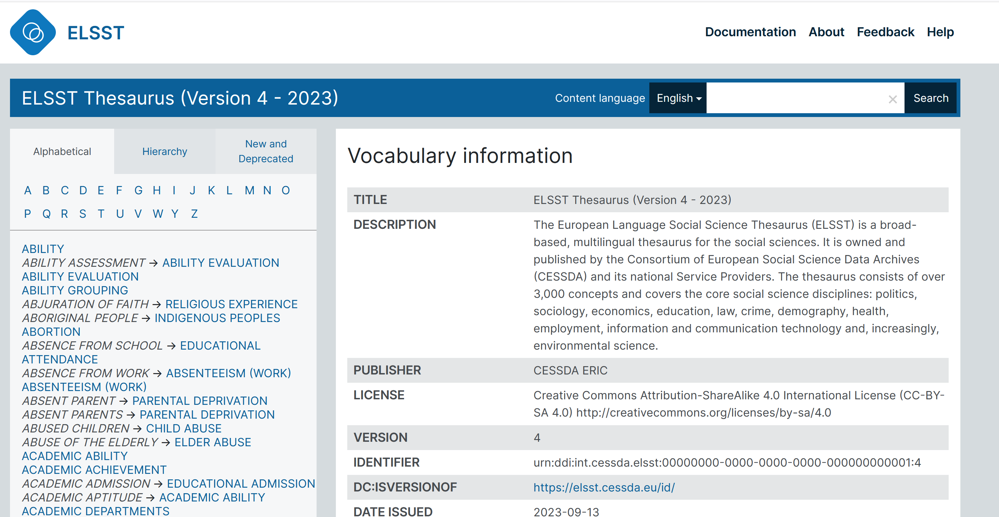 ELSST
Documentation About Feedback Help
ELSST Thesaurus (Version 4 - 2023)
Content language English Search
Alphabetical
Hierarchy
New and
Deprecated
A B C D E F G H I J K L M N O
P Q R S T U V W Y Z
ABILITY
ABILITY ASSESSMENT → ABILITY EVALUATION
ABILITY EVALUATION
ABILITY GROUPING
ABJURATION OF FAITH → RELIGIOUS EXPERIENCE
ABORIGINAL PEOPLE → INDIGENOUS PEOPLES
ABORTION
ABSENCE FROM SCHOOL → EDUCATIONAL
ATTENDANCE
ABSENCE FROM WORK → ABSENTEEISM (WORK)
ABSENTEEISM (WORK)
ABSENT PARENT → PARENTAL DEPRIVATION
ABSENT PARENTS → PARENTAL DEPRIVATION
ABUSED CHILDREN → CHILD ABUSE
ABUSE OF THE ELDERLY → ELDER ABUSE
ACADEMIC ABILITY
ACADEMIC ACHIEVEMENT
ACADEMIC ADMISSION → EDUCATIONAL ADMISSION
ACADEMIC APTITUDE → ACADEMIC ABILITY
ACADEMIC DEPARTMENTS
Vocabulary information
TITLE ELSST Thesaurus (Version 4 - 2023)
DESCRIPTION The European Language Social Science Thesaurus (ELSST) is a broad-
based, multilingual thesaurus for the social sciences. It is owned and
published by the Consortium of European Social Science Data Archives
(CESSDA) and its national Service Providers. The thesaurus consists of over
3,000 concepts and covers the core social science disciplines: politics,
sociology, economics, education, law, crime, demography, health,
employment, information and communication technology and, increasingly,
environmental science.
PUBLISHER CESSDA ERIC
LICENSE Creative Commons Attribution-ShareAlike 4.0 International License (CC-BY-
SA 4.0) http://creativecommons.org/licenses/by-sa/4.0
VERSION 4
IDENTIFIER urn:ddi:int.cessda.elsst:00000000-0000-0000-0000-000000000001:4
DC:ISVERSIONOF https://elsst.cessda.eu/id/
DATE ISSUED 2023-09-13